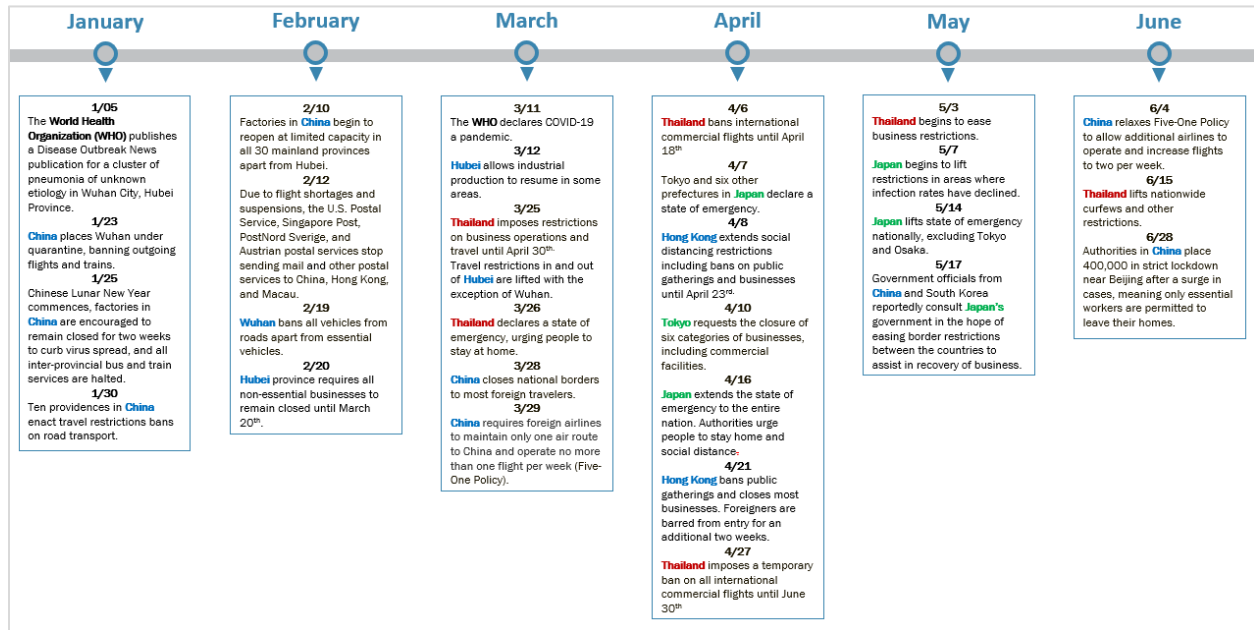 January
February
March
April
May
June
1/05
The World Health
Organization (WHO) publishes
a Disease Outbreak News
publication for a cluster of
pneumonia of unknown
etiology in Wuhan City, Hubei
Province.
1/23
China places Wuhan under
quarantine, banning outgoing
flights and trains.
1/25
Chinese Lunar New Year
commences, factories in
China are encouraged to
remain closed for two weeks
to curb virus spread, and all
inter-provincial bus and train
services are halted.
1/30
Ten providences in China
enact travel restrictions bans
on road transport.
2/10
Factories in China begin to
reopen at limited capacity in
all 30 mainland provinces
apart from Hubei.
2/12
Due to flight shortages and
suspensions, the U.S. Postal
Service, Singapore Post,
PostNord Sverige, and
Austrian postal services stop
sending mail and other postal
services to China, Hong Kong,
and Macau.
2/19
Wuhan bans all vehicles from
roads apart from essential
vehicles.
2/20
Hubei province requires all
non-essential businesses to
remain closed until March
20th.
3/11
The WHO declares COVID-19
a pandemic.
3/12
Hubei allows industrial
production to resume in some
areas.
3/25
Thailand imposes restrictions
on business operations and
travel until April 30th.
Travel restrictions in and out
of Hubei are lifted with the
exception of Wuhan.
3/26
Thailand declares a state of
emergency, urging people to
stay at home.
3/28
China closes national borders
to most foreign travelers.
3/29
China requires foreign airlines
to maintain only one air route
to China and operate no more
than one flight per week (Five-
One Policy).
4/6
Thailand bans international
commercial flights until April
18th
4/7
Tokyo and six other
prefectures in Japan declare a
state of emergency.
4/8
Hong Kong extends social
distancing restrictions
including bans on public
gatherings and businesses
until April 23rd.
4/10
Tokyo requests the closure of
six categories of businesses,
including commercial
facilities.
4/16
Japan extends the state of
emergency to the entire
nation. Authorities urge
people to stay home and
social distance.
4/21
Hong Kong bans public
gatherings and closes most
businesses. Foreigners are
barred from entry for an
additional two weeks.
4/27
Thailand imposes a temporary
ban on all international
commercial flights until June
30th
5/3
Thailand begins to ease
business restrictions.
5/7
Japan begins to lift
restrictions in areas where
infection rates have declined.
5/14
Japan lifts state of emergency
nationally, excluding Tokyo
and Osaka.
5/17
Government officials from
China and South Korea
reportedly consult Japan's
government in the hope of
easing border restrictions
between the countries to
assist in recovery of business.
6/4
China relaxes Five-One Policy
to allow additional airlines to
operate and increase flights
to two per week.
6/15
Thailand lifts nationwide
curfews and other
restrictions.
6/28
Authorities in China place
400,000 in strict lockdown
near Beijing after a surge in
cases, meaning only essential
workers are permitted to
leave their homes.